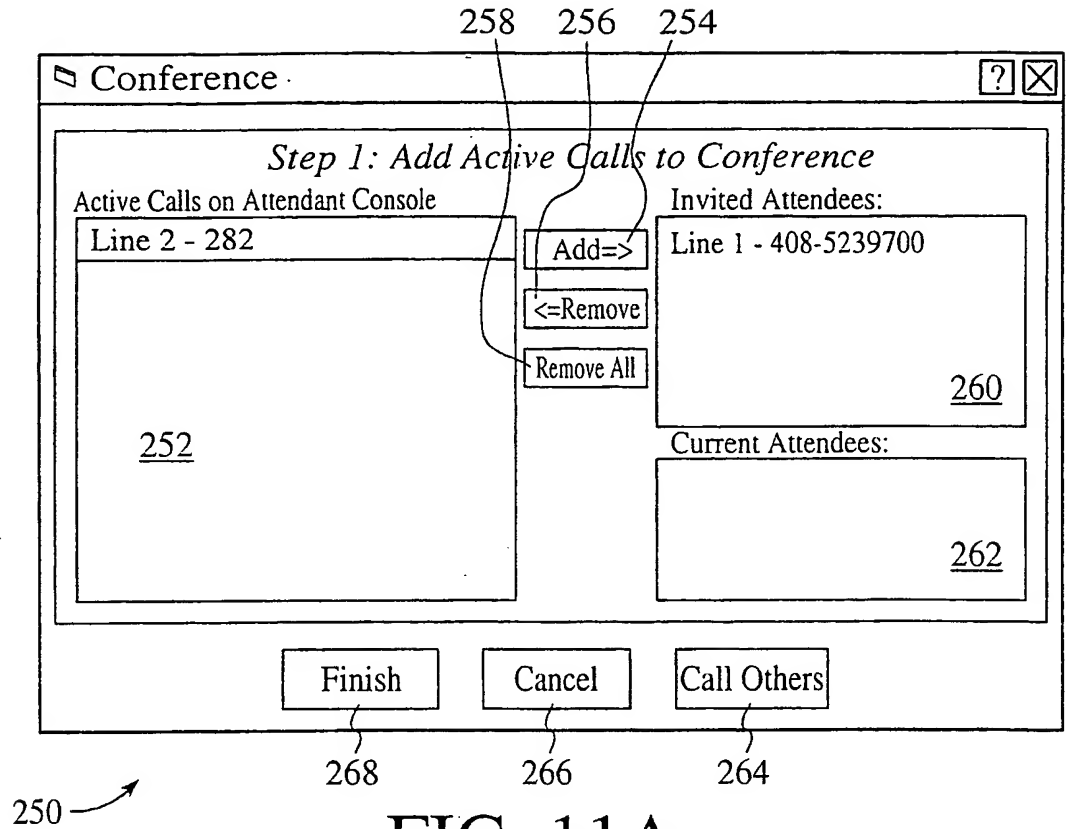 258 256 254
Conference
?
Step 1: Add Active Calls to Conference
Active Calls on Attendant Console
Invited Attendees:
Line 2 - 282
Add=>
Line 1 - 408-5239700
<=Remove
Remove All
260
252
Current Attendees:
262
Finish
Cancel
Call Others
268
266
264
250
FIG. 11A